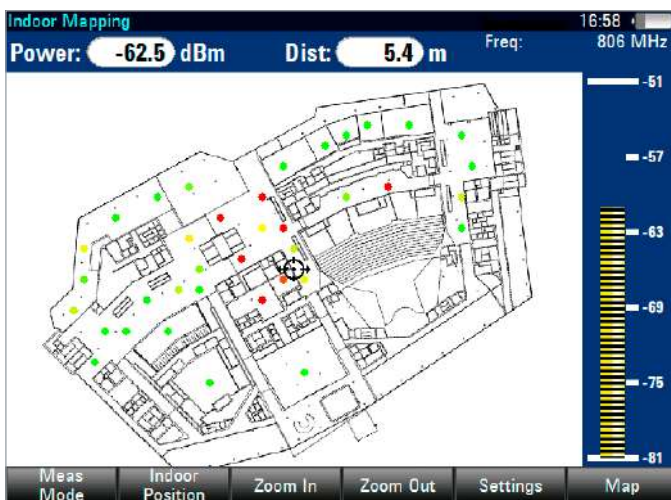 Indoor Mapping 16:58
Power: -62.5 dBm Dist: 5.4 m Freq: 806 MHz
-51
-57
-63
-69
-75
-81
Meas Mode Indoor Position Zoom In Zoom Out Settings Map